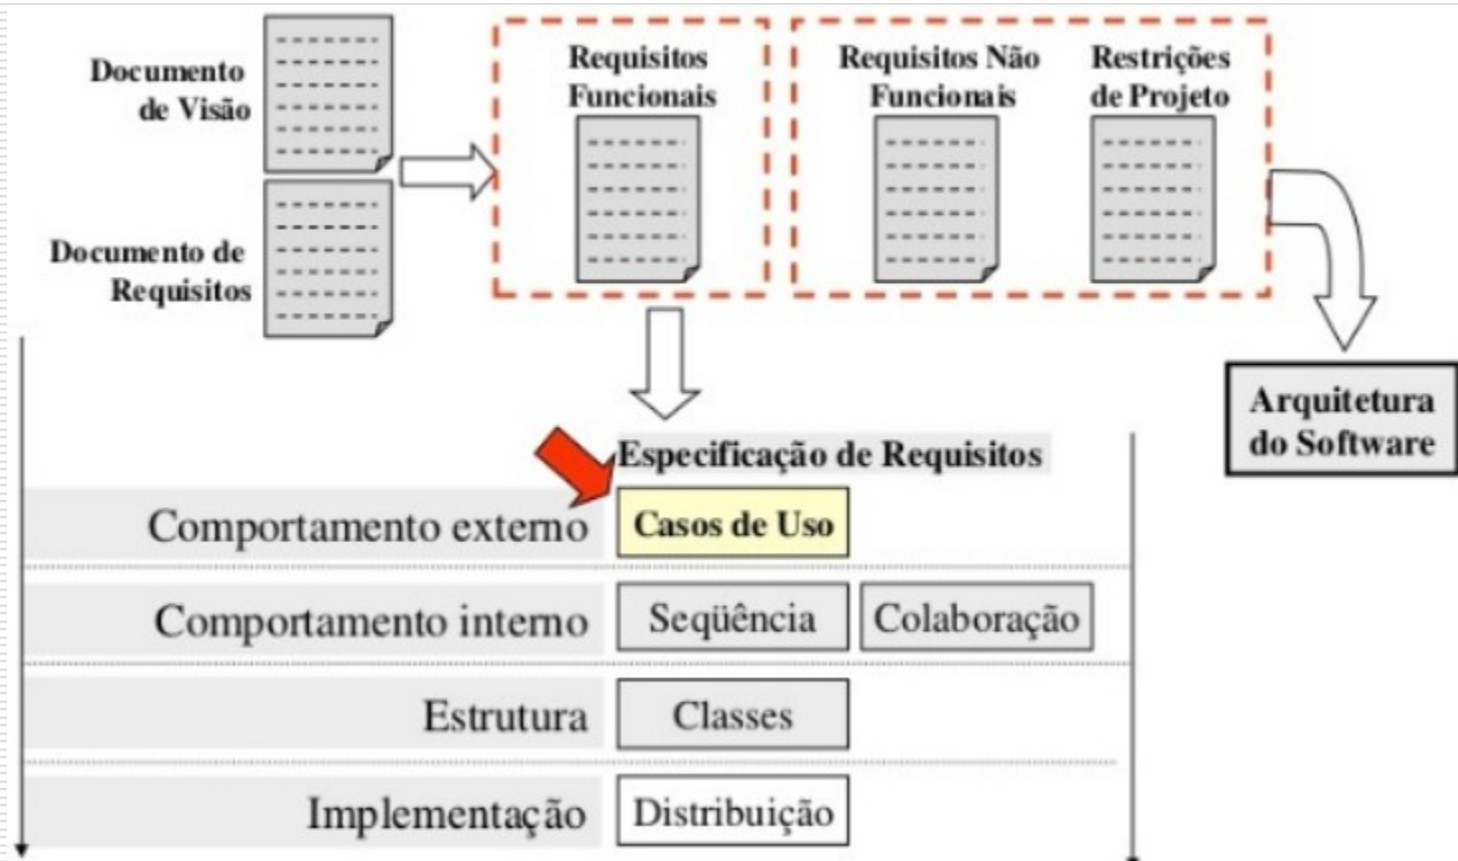 Documento
de Visão
Documento de
Requisitos
Requisitos
Funcionais
Requisitos Não
Funcionais
Restrições
de Projeto
Arquitetura
do Software
Especificação de Requisitos
Comportamento externo
Casos de Uso
Comportamento interno
Seqüência
Colaboração
Estrutura
Classes
Implementação
Distribuição